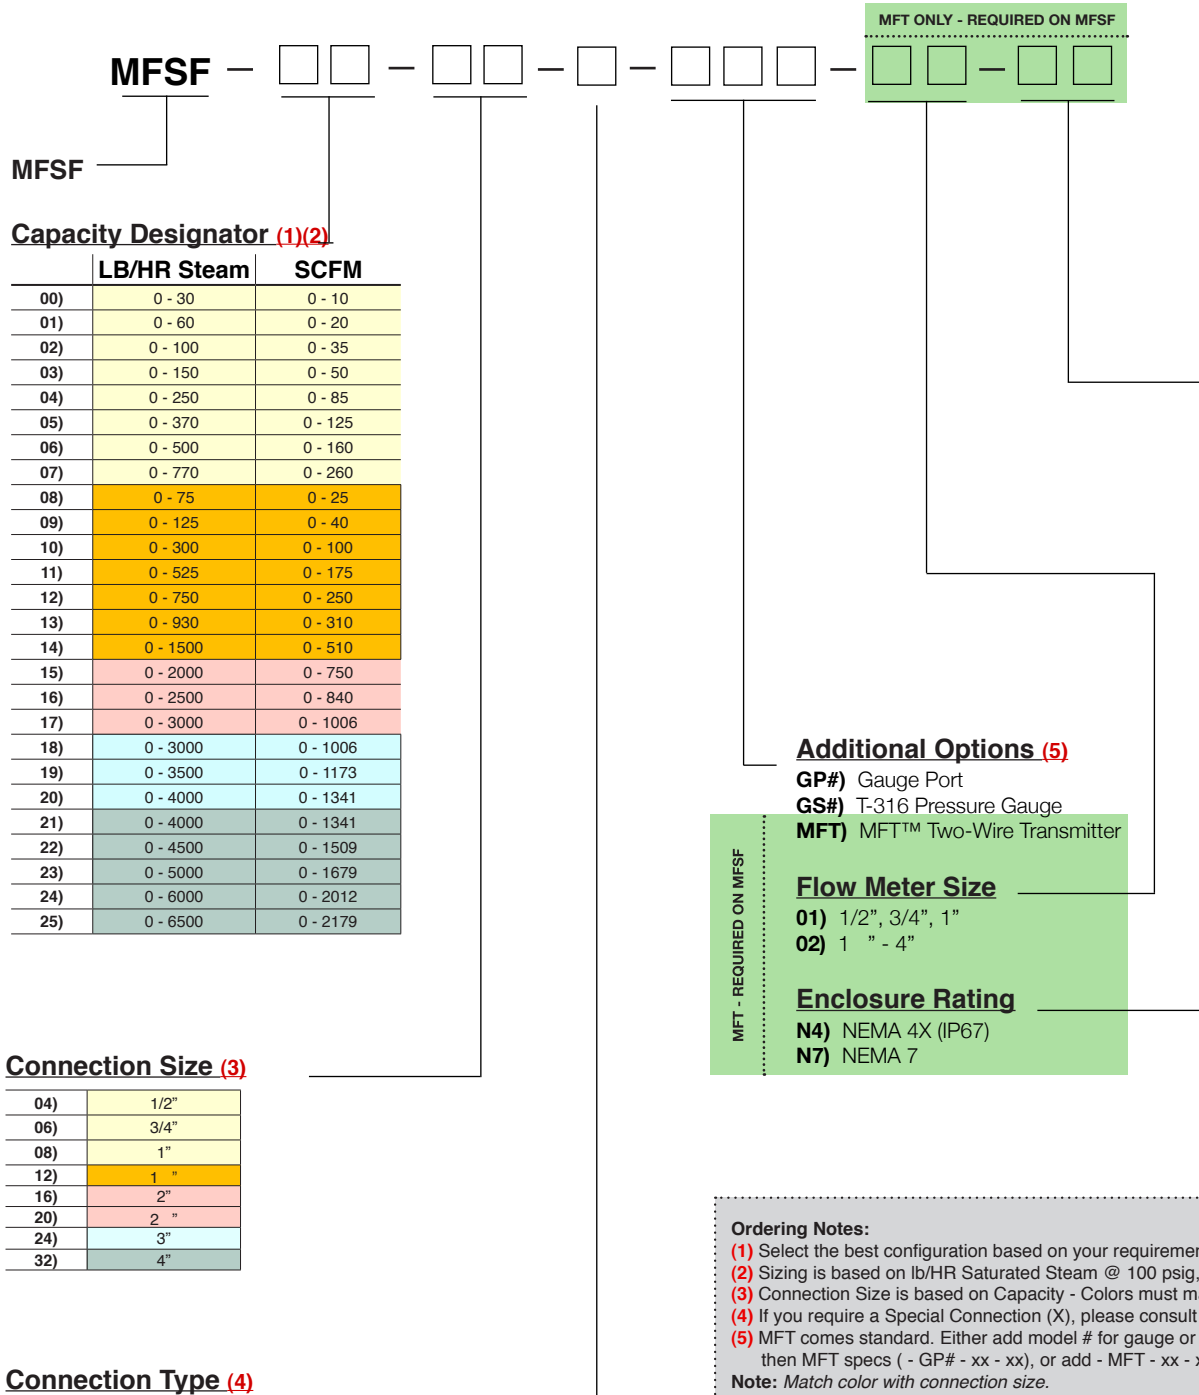 MFT ONLY - REQUIRED ON MFSF
MFSF
MFSF
Capacity Designator (1)(2)
LB/HR Steam SCFM
00) 0 - 30 0 - 10
01) 0 - 60 0 - 20
02) 0 - 100 0 - 35
03) 0 - 150 0 - 50
04) 0 - 250 0 - 85
05) 0 - 370 0 - 125
06) 0 - 500 0 - 160
07) 0 - 770 0 - 260
08) 0 - 75 0 - 25
09) 0 - 125 0 - 40
10) 0 - 300 0 - 100
11) 0 - 525 0 - 175
12) 0 - 750 0 - 250
13) 0 - 930 0 - 310
14) 0 - 1500 0 - 510
15) 0 - 2000 0 - 750
16) 0 - 2500 0 - 840
17) 0 - 3000 0 - 1006
18) 0 - 3000 0 - 1006
19) 0 - 3500 0 - 1173
20) 0 - 4000 0 - 1341
21) 0 - 4000 0 - 1341
22) 0 - 4500 0 - 1509
23) 0 - 5000 0 - 1679
24) 0 - 6000 0 - 2012
25) 0 - 6500 0 - 2179
Additional Options (5)
GP#) Gauge Port
GS#) T-316 Pressure Gauge
MFT) MFT™ Two-Wire Transmitter
MFT - REQUIRED ON MFSF
Flow Meter Size
01) 1/2”, 3/4”, 1”
02) 1 ” - 4”
Enclosure Rating
N4) NEMA 4X (IP67)
N7) NEMA 7
Connection Size (3)
04) 1/2”
06) 3/4”
08) 1”
12) 1 ”
16) 2”
20) 2 ”
24) 3”
32) 4”
Ordering Notes:
(1) Select the best configuration based on your
(2) Sizing is based on lb/HR Saturated Steam @ 100 psig,
(3) Connection Size is based on Capacity - Colors must
(4) If you require a Special Connection (X), please consult
(5) MFT comes standard. Either add model # for gauge or
then MFT specs ( - GP# - xx - xx), or add - MFT - xx -
Note: Match color with connection size.
Connection Type (4)